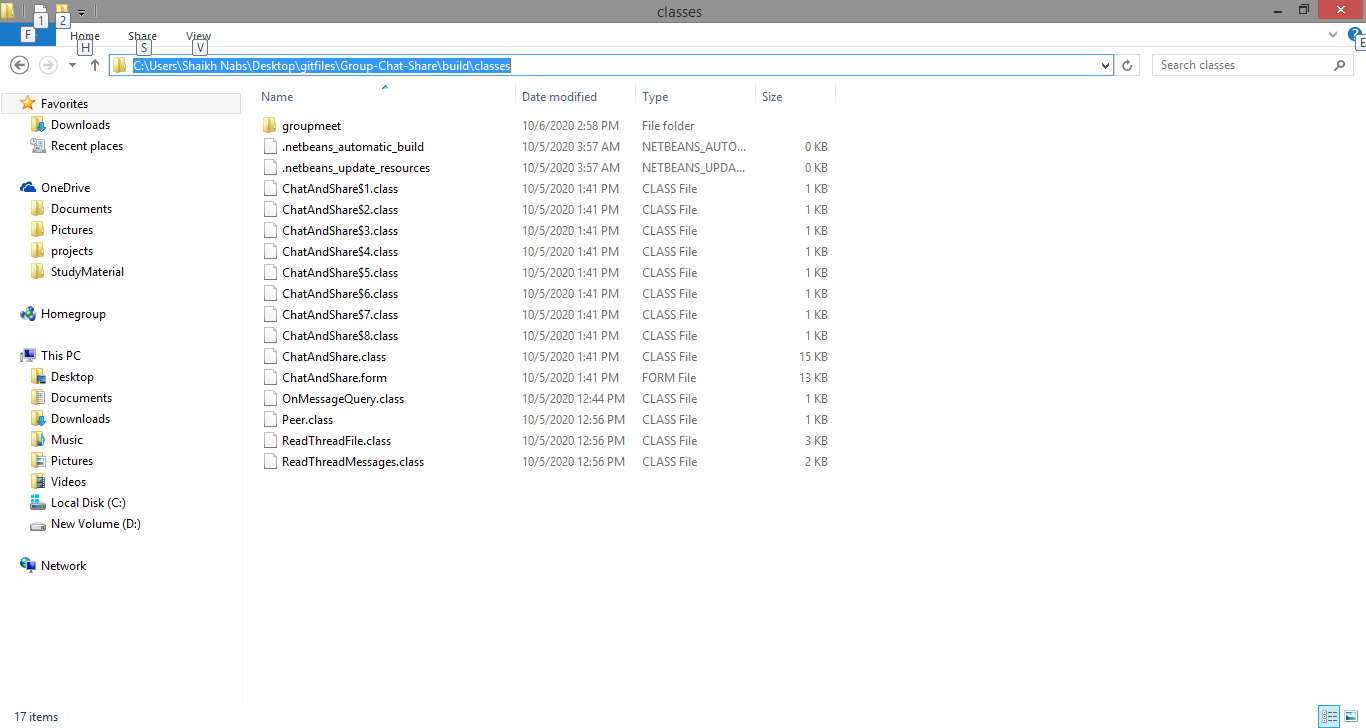 classes
1 2
F Home Share View
H S V E
C:\Users\Shaikh Nabs\Desktop\gitfiles\Group-Chat-Share\build\classes
Search classes
Favorites
Downloads
Recent places
OneDrive
Documents
Pictures
projects
StudyMaterial
Homegroup
This PC
Desktop
Documents
Downloads
Music
Pictures
Videos
Local Disk (C:)
New Volume (D:)
Network
Name Date modified Type Size
groupmeet 10/6/2020 2:58 PM File folder
.netbeans_automatic_build 10/5/2020 3:57 AM NETBEANS_AUTO... 0 KB
.netbeans_update_resources 10/5/2020 3:57 AM NETBEANS_UPDA... 0 KB
ChatAndShare$1.class 10/5/2020 1:41 PM CLASS File 1 KB
ChatAndShare$2.class 10/5/2020 1:41 PM CLASS File 1 KB
ChatAndShare$3.class 10/5/2020 1:41 PM CLASS File 1 KB
ChatAndShare$4.class 10/5/2020 1:41 PM CLASS File 1 KB
ChatAndShare$5.class 10/5/2020 1:41 PM CLASS File 1 KB
ChatAndShare$6.class 10/5/2020 1:41 PM CLASS File 1 KB
ChatAndShare$7.class 10/5/2020 1:41 PM CLASS File 1 KB
ChatAndShare$8.class 10/5/2020 1:41 PM CLASS File 1 KB
ChatAndShare.class 10/5/2020 1:41 PM CLASS File 15 KB
ChatAndShare.form 10/5/2020 1:41 PM FORM File 13 KB
OnMessageQuery.class 10/5/2020 12:44 PM CLASS File 1 KB
Peer.class 10/5/2020 12:56 PM CLASS File 1 KB
ReadThreadFile.class 10/5/2020 12:56 PM CLASS File 3 KB
ReadThreadMessages.class 10/5/2020 12:56 PM CLASS File 2 KB
17 items